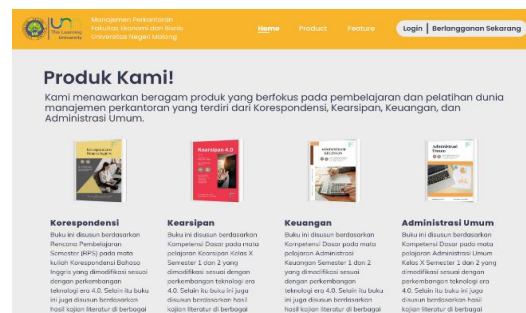 UM
The Learning
University
Manajemen Perkantoran
Fakultas Ekonomi dan Bisnis
Universitas Negeri Malang
Home
Product
Feature
Login | Berlangganan Sekarang
Produk Kami!
Kami menawarkan beragam produk yang berfokus pada pembelajaran dan pelatihan dunia
manajemen perkantoran yang terdiri dari Korespondensi, Kearsipan, Keuangan, dan
Administrasi Umum.
Kearsipan 4.0
Administrasi
Umum
Korespondensi
Buku ini disusun berdasarkan
Rencana Pembelajaran
Semester (RPS) pada mata
kuliah Korespondensi Bahasa
Inggris yang dimodifikasi sesuai
dengan perkembangan
teknologi era 4.0. Selain itu buku
ini juga disusun berdasarkan
hasil kajian literatur di berbagai
Kearsipan
Buku ini disusun berdasarkan
Kompetensi Dasar pada mata
pelajaran Kearsipan Kelas X
Semester 1 dan 2 yang
dimodifikasi sesuai dengan
perkembangan teknologi era
4.0. Selain itu buku ini juga
disusun berdasarkan hasil
kajian literatur di berbagai
Keuangan
Buku ini disusun berdasarkan
Kompetensi Dasar pada mata
pelajaran Administrasi
Keuangan Semester 1 dan 2
yang dimodifikasi sesuai
dengan perkembangan
teknologi era 4.0. Selain itu buku
ini juga disusun berdasarkan
hasil kajian literatur di berbagai
Administrasi Umum
Buku ini disusun berdasarkan
Kompetensi Dasar pada mata
pelajaran Administrasi Umum
Kelas X Semester 1 dan 2 yang
dimodifikasi sesuai dengan
perkembangan teknologi era
4.0. Selain itu buku ini juga
disusun berdasarkan hasil
kajian literatur di berbagai